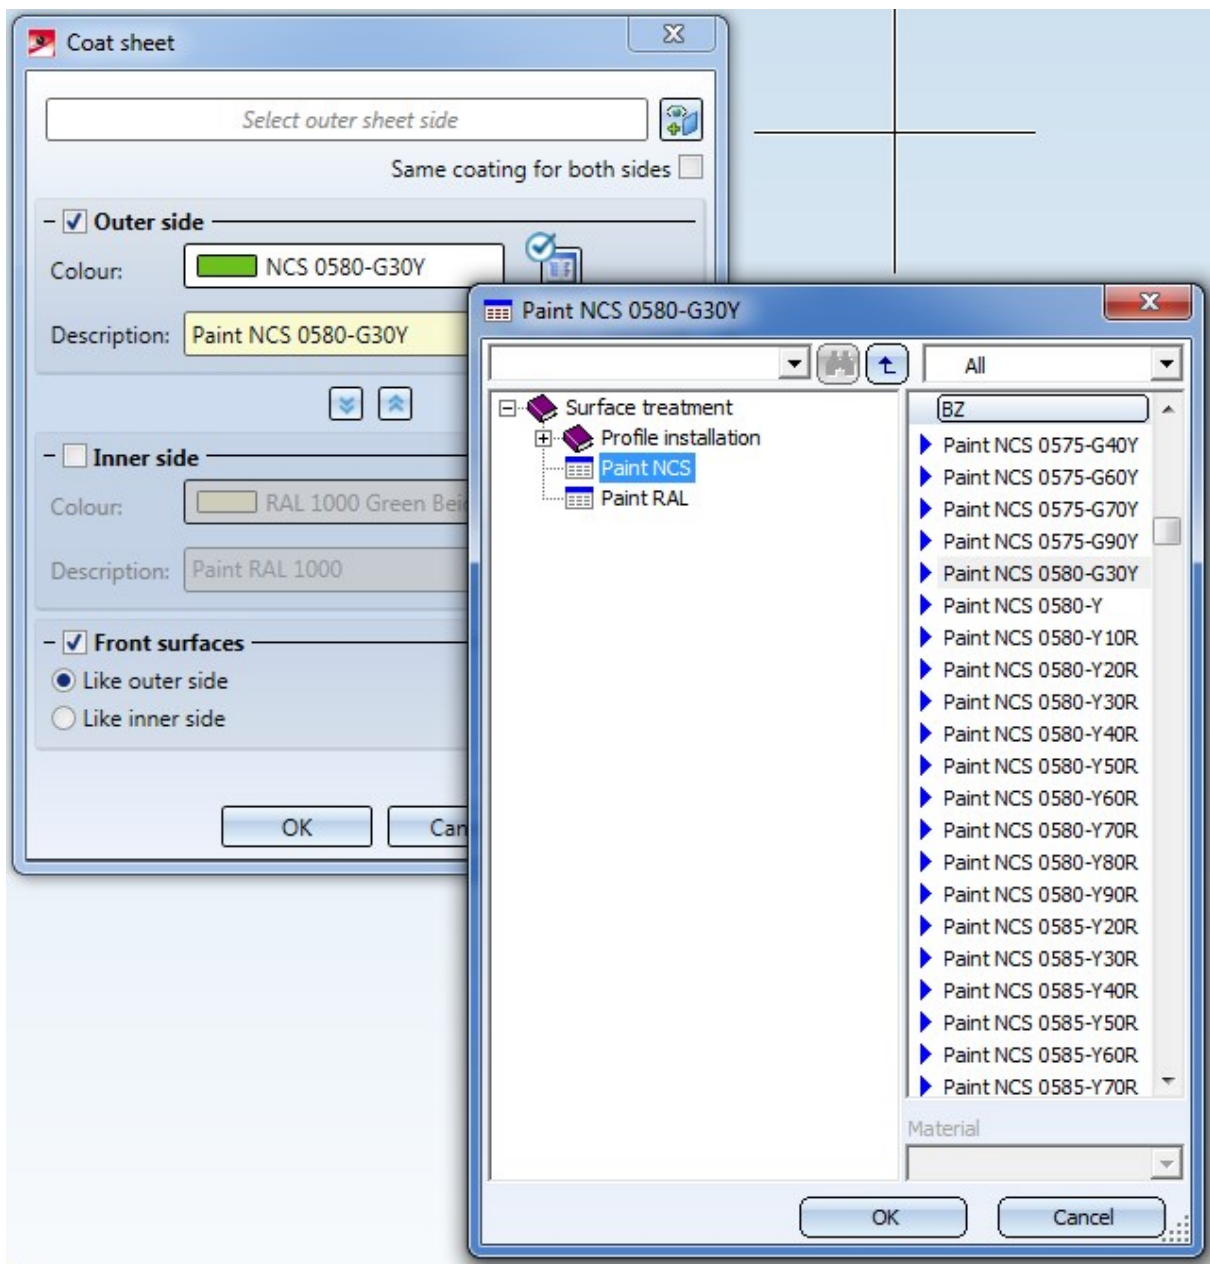 Coat sheet
Select outer sheet side
Same coating for both sides
Outer side
Colour: NCS 0580-G30Y
Description: Paint NCS 0580-G30Y
Inner side
Colour: RAL 1000 Green Bei
Description: Paint RAL 1000
Front surfaces
Like outer side
Like inner side
OK Can
Paint NCS 0580-G30Y
All
Surface treatment
Profile installation
Paint NCS
Paint RAL
BZ
Paint NCS 0575-G40Y
Paint NCS 0575-G60Y
Paint NCS 0575-G70Y
Paint NCS 0575-G90Y
Paint NCS 0580-G30Y
Paint NCS 0580-Y
Paint NCS 0580-Y10R
Paint NCS 0580-Y20R
Paint NCS 0580-Y30R
Paint NCS 0580-Y40R
Paint NCS 0580-Y50R
Paint NCS 0580-Y60R
Paint NCS 0580-Y70R
Paint NCS 0580-Y80R
Paint NCS 0580-Y90R
Paint NCS 0585-Y20R
Paint NCS 0585-Y30R
Paint NCS 0585-Y40R
Paint NCS 0585-Y50R
Paint NCS 0585-Y60R
Paint NCS 0585-Y70R
Material
OK Cancel